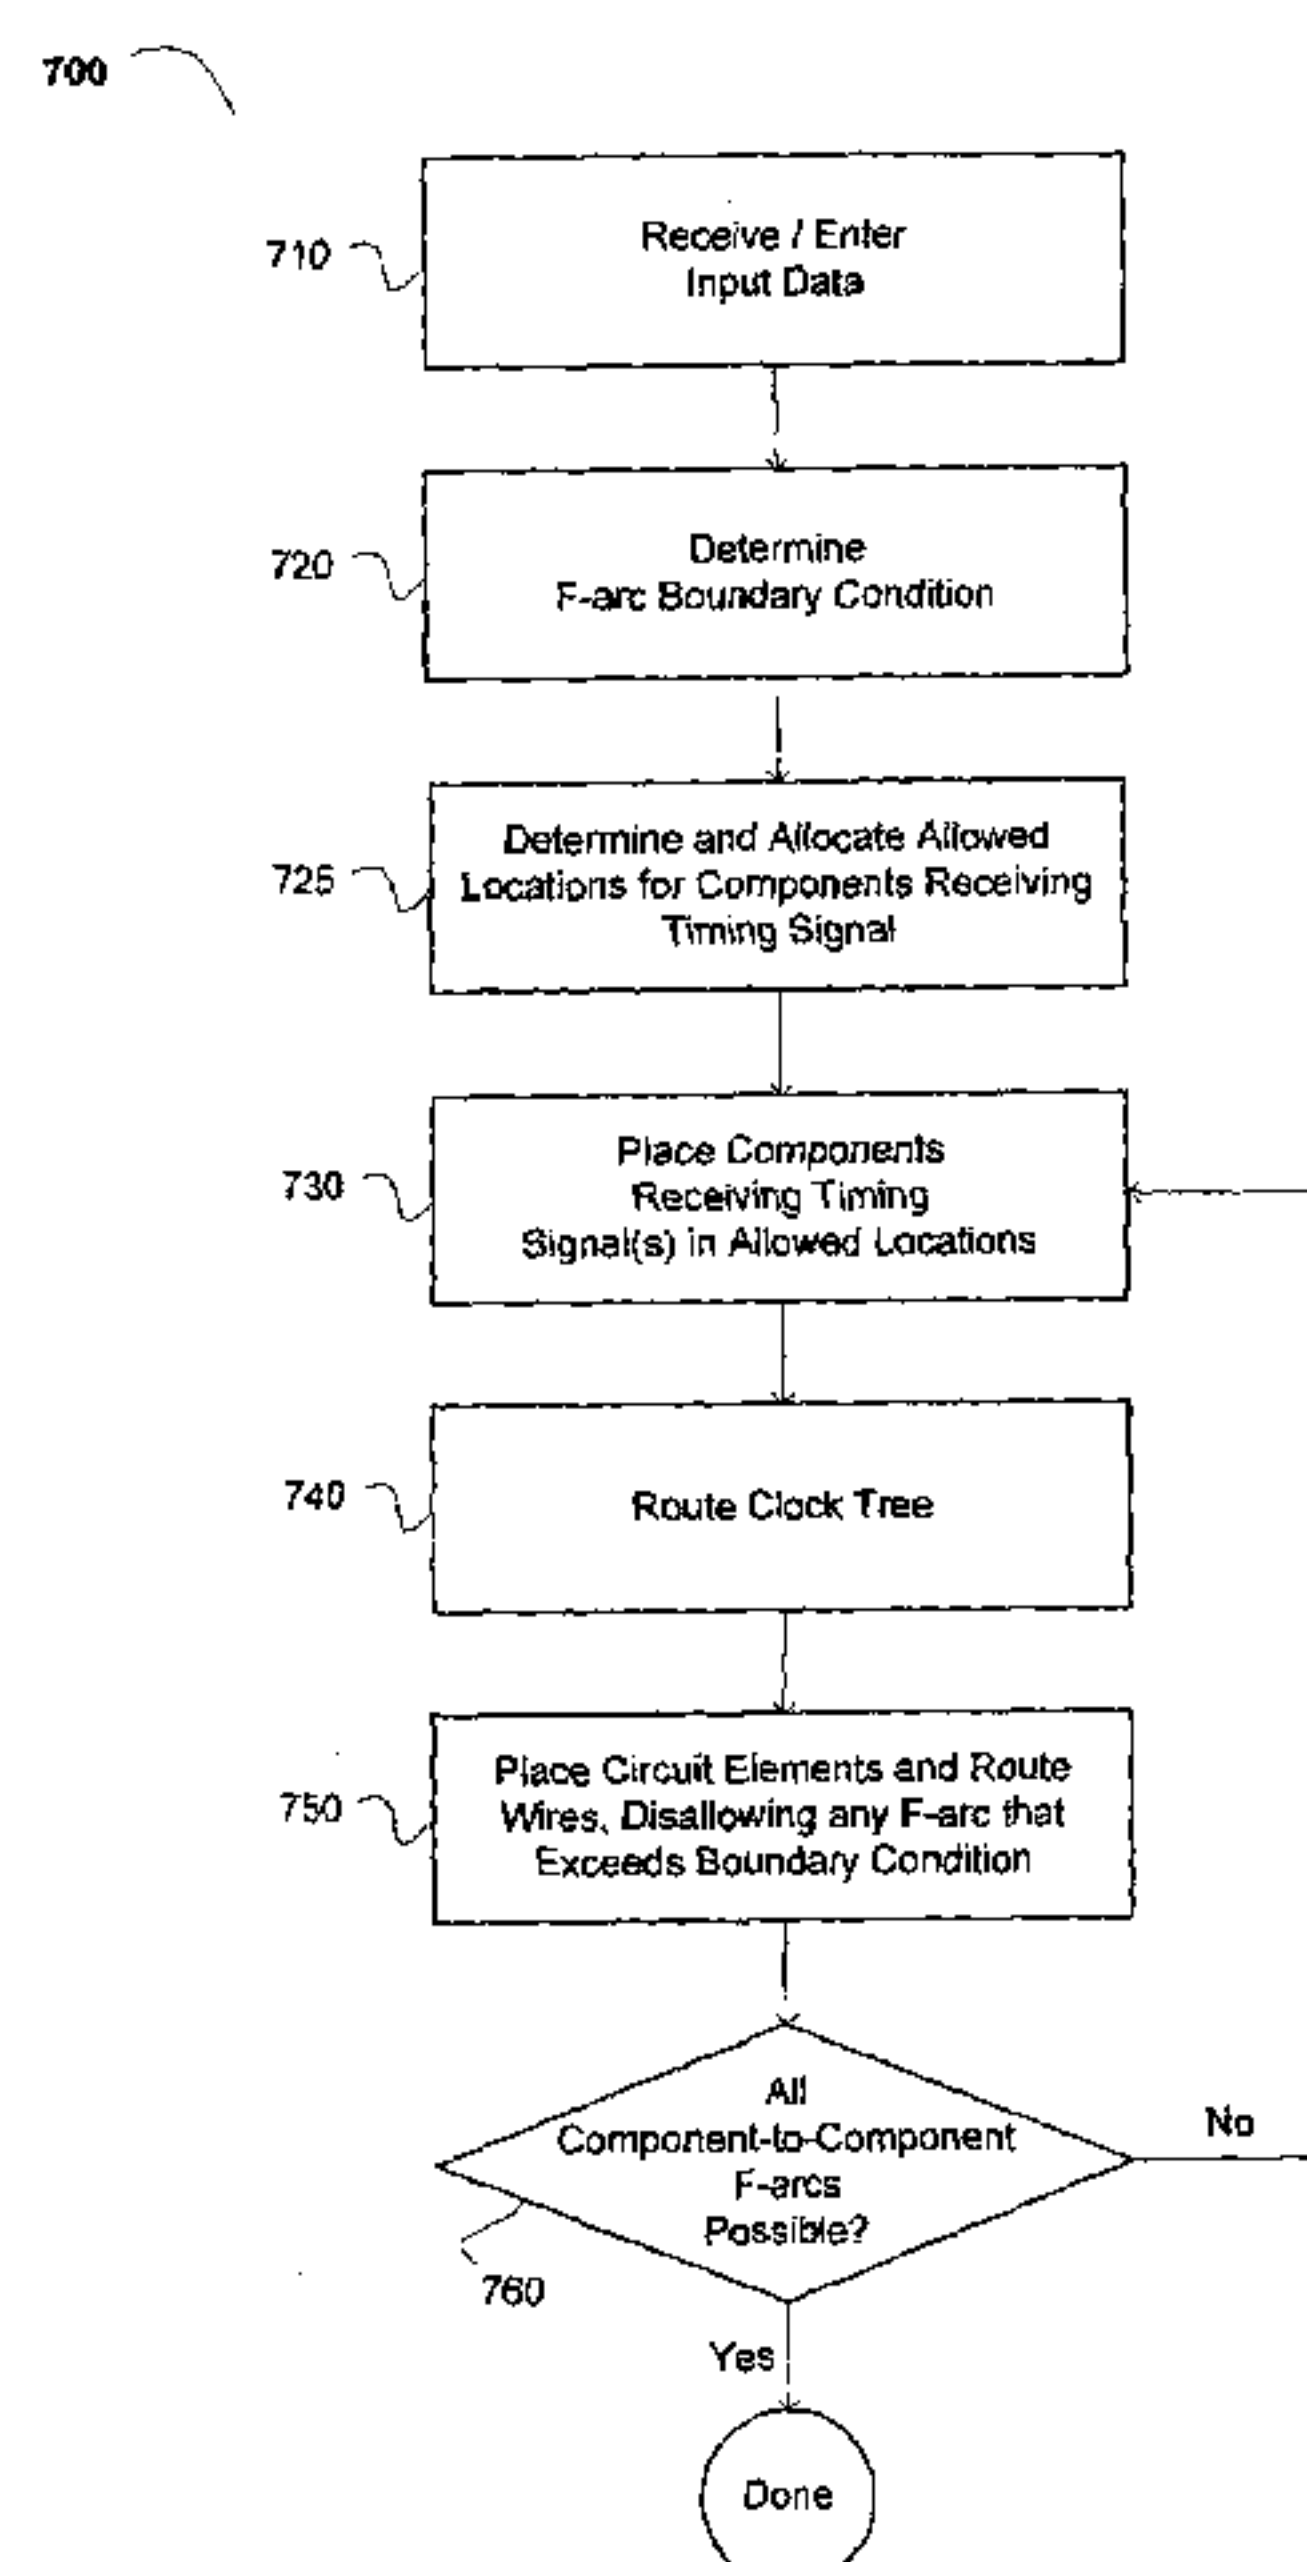 700
710
Receive / Enter
Input Data
720
Determine
F-arc Boundary Condition
725
Determine and Allocate Allowed
Locations for Components Receiving
Timing Signal
730
Place Components
Receiving Timing
Signal(s) in Allowed Locations
740
Route Clock Tree
750
Place Circuit Elements and Route
Wires, Disallowing any F-arc that
Exceeds Boundary Condition
All
Component-to-Component
F-arcs
Possible?
No
760
Yes
Done